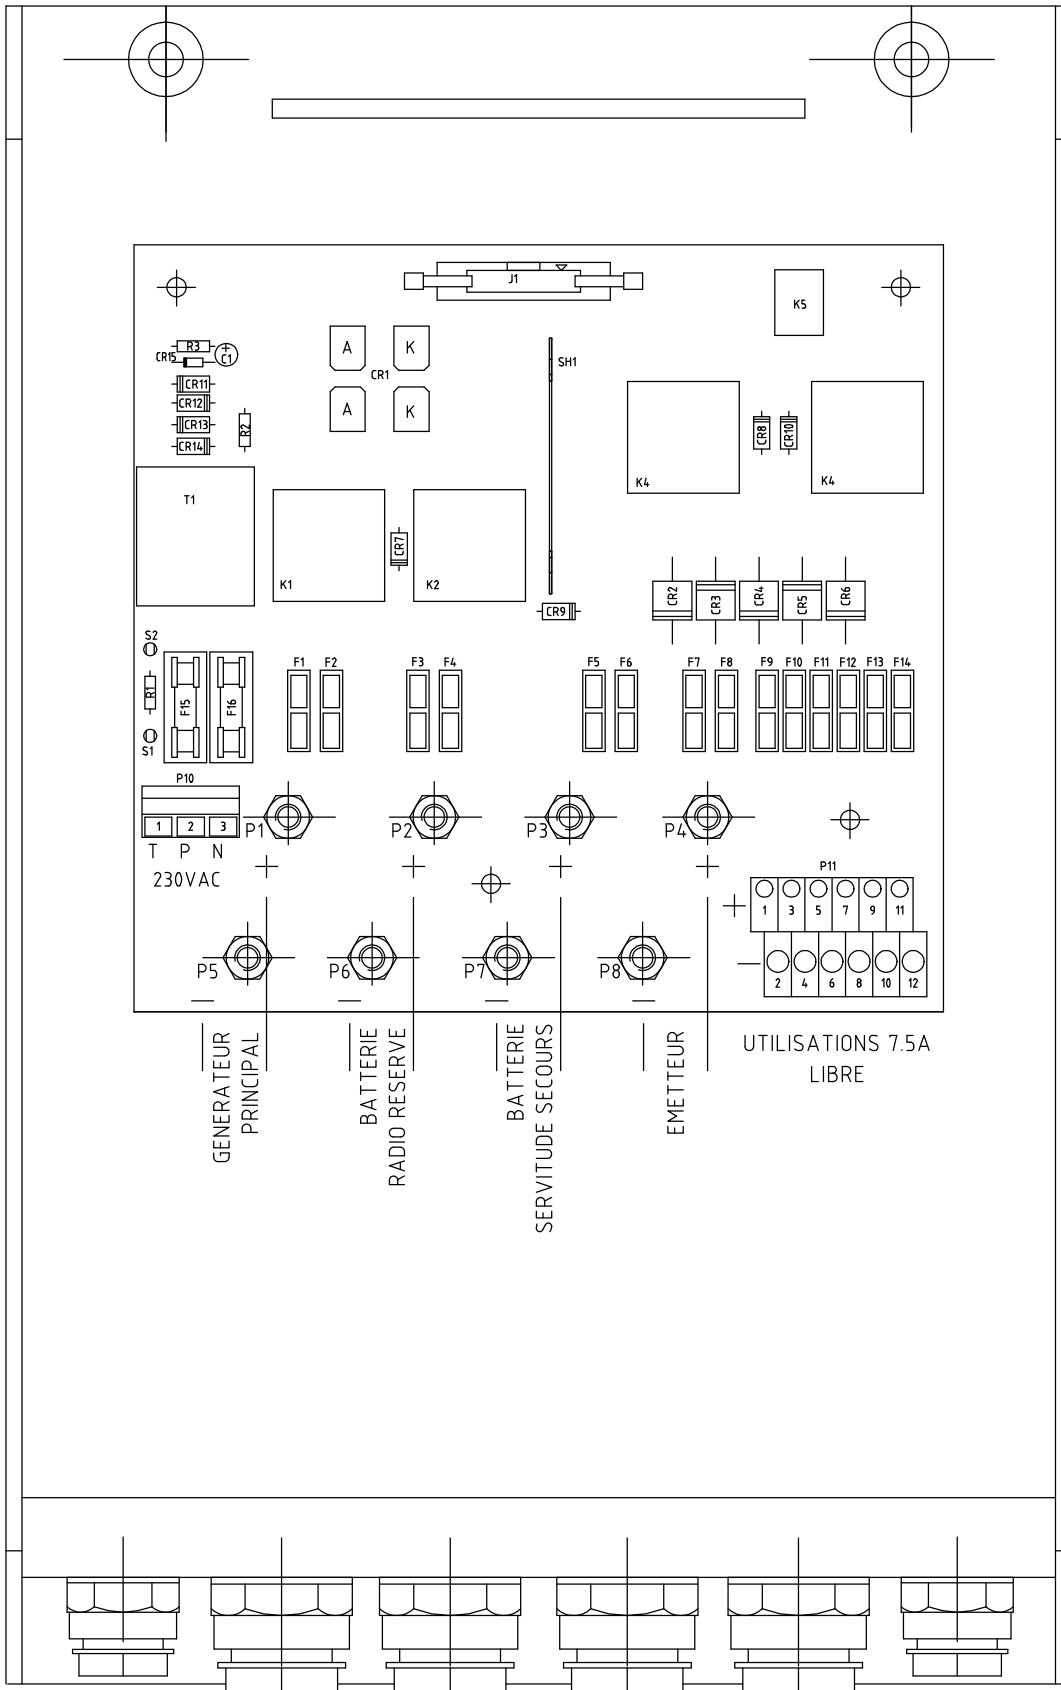 J1
K5
R3
C1
CR15
CR11
CR12
CR13
CR14
R2
A
K
CR1
A
K
SH1
CR8
CR10
K4
K4
T1
K1
CR7
K2
CR9
CR2
CR3
CR4
CR5
CR6
S2
R1
S1
F15
F16
F1
F2
F3
F4
F5
F6
F7
F8
F9
F10
F11
F12
F13
F14
P10
1 2 3
T P N
230VAC
P1
P2
P3
P4
+
+
+
+
P11
+
1 3 5 7 9 11
—
2 4 6 8 10 12
P5
P6
P7
P8
—
—
—
—
GENERATEUR
PRINCIPAL
BATTERIE
RADIO RESERVE
BATTERIE
SERVITUDE SECOURS
EMETTEUR
UTILISATIONS 7.5A
LIBRE